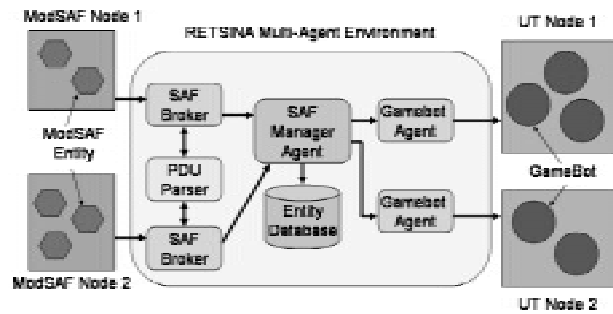 ModSAF Node 1
UT Node 1
RETSINA Multi-Agent Environment
SAF
Broker
SAF
Manager
Agent
Gamebot
Agent
ModSAF
Entity
PDU
Parser
GameBot
Gamebot
Agent
Entity
Database
SAF
Broker
ModSAF Node 2
UT Node 2